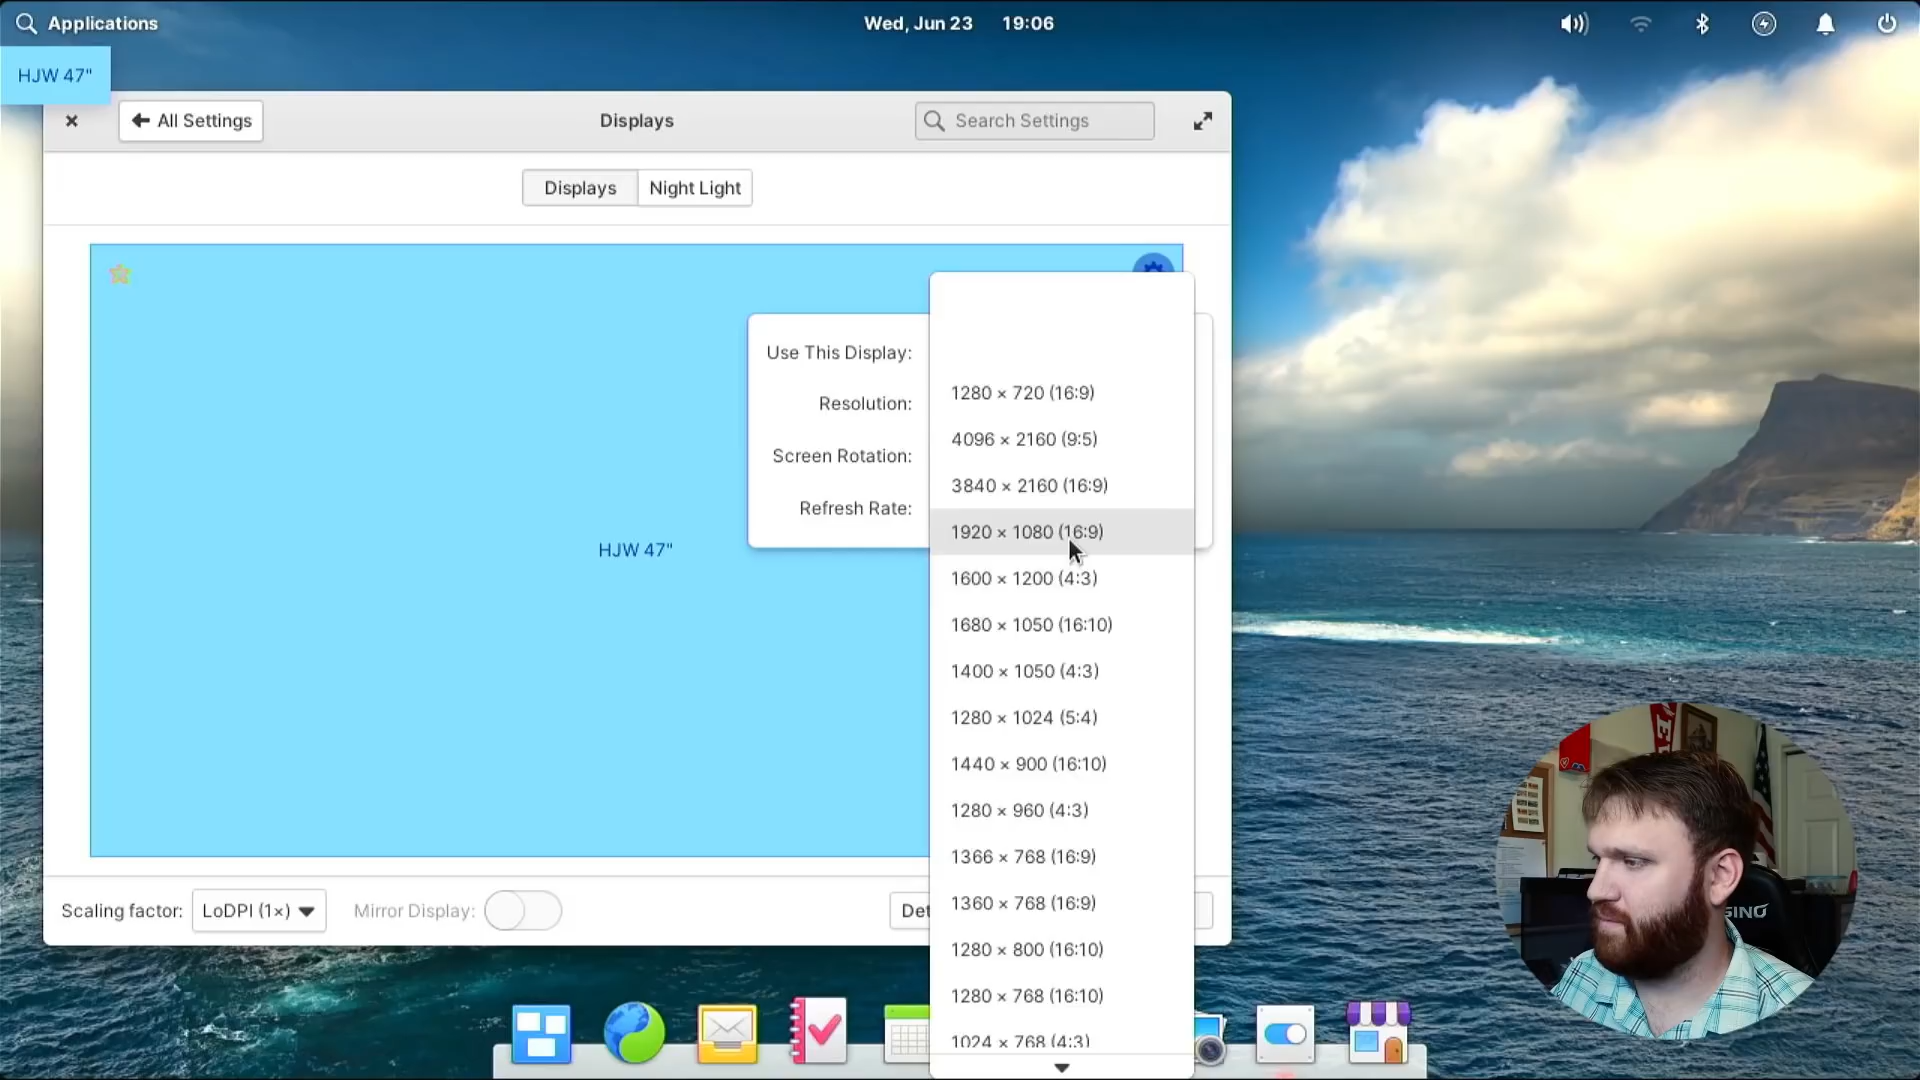 Applications
Wed, Jun 23 19:06
HJW 47"
All Settings
Displays
Search Settings
Displays
Night Light
HJW 47"
Use This Display:
Resolution:
Screen Rotation:
Refresh Rate:
1280 × 720 (16:9)
4096 × 2160 (9:5)
3840 × 2160 (16:9)
1920 × 1080 (16:9)
1600 × 1200 (4:3)
1680 × 1050 (16:10)
1400 × 1050 (4:3)
1280 × 1024 (5:4)
1440 × 900 (16:10)
1280 × 960 (4:3)
1366 × 768 (16:9)
1360 × 768 (16:9)
1280 × 800 (16:10)
1280 × 768 (16:10)
1024 × 768 (4:3)
Scaling factor:
LoDPI (1×)
Mirror Display:
Det